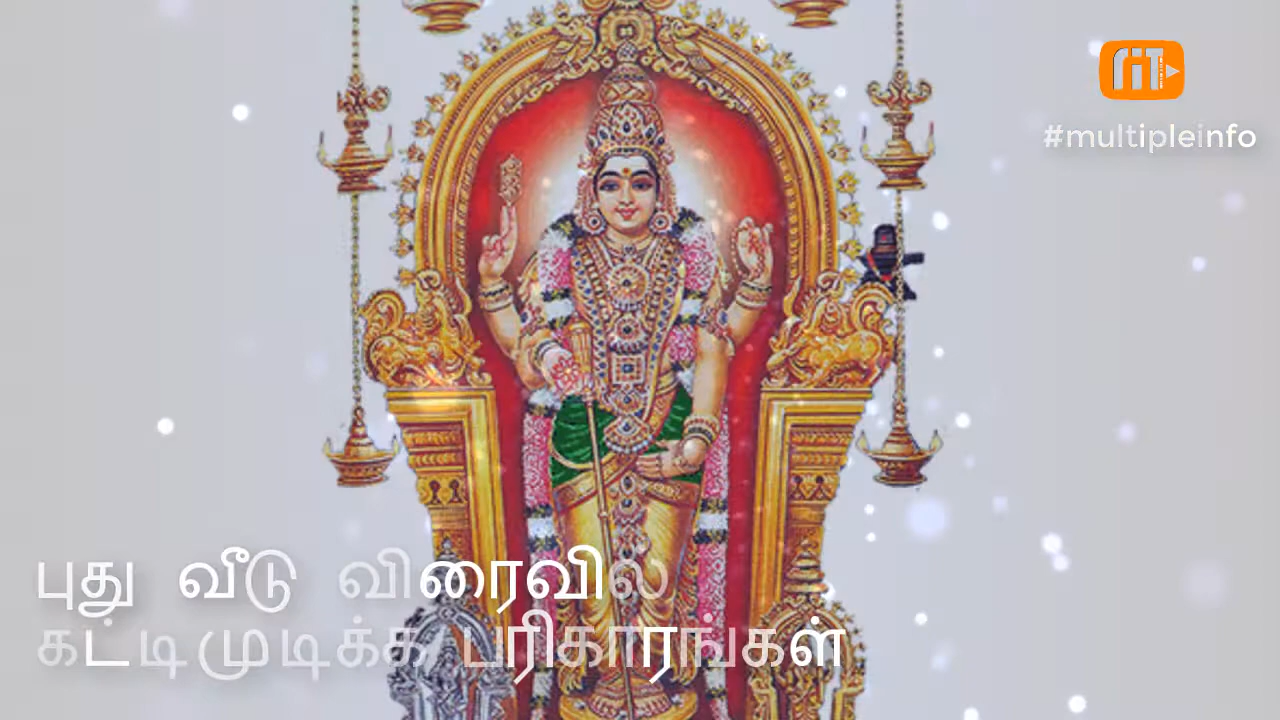 #multipleinfo
புது வீடு விரைவில்
கட்டிமுடிக்க பரிகாரங்கள்